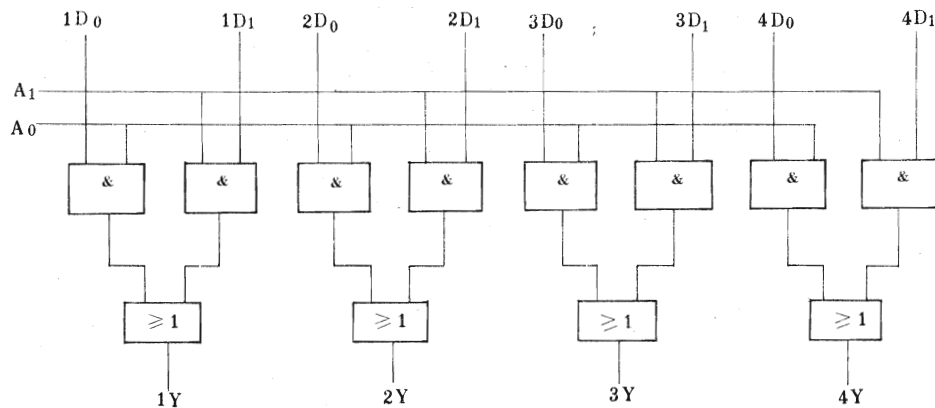 1D₀ 1D₁ 2D₀ 2D₁ 3D₀ 3D₁ 4D₀ 4D₁
A₁
A₀
& & & & & & & &
≥1 ≥1 ≥1 ≥1
1Y 2Y 3Y 4Y